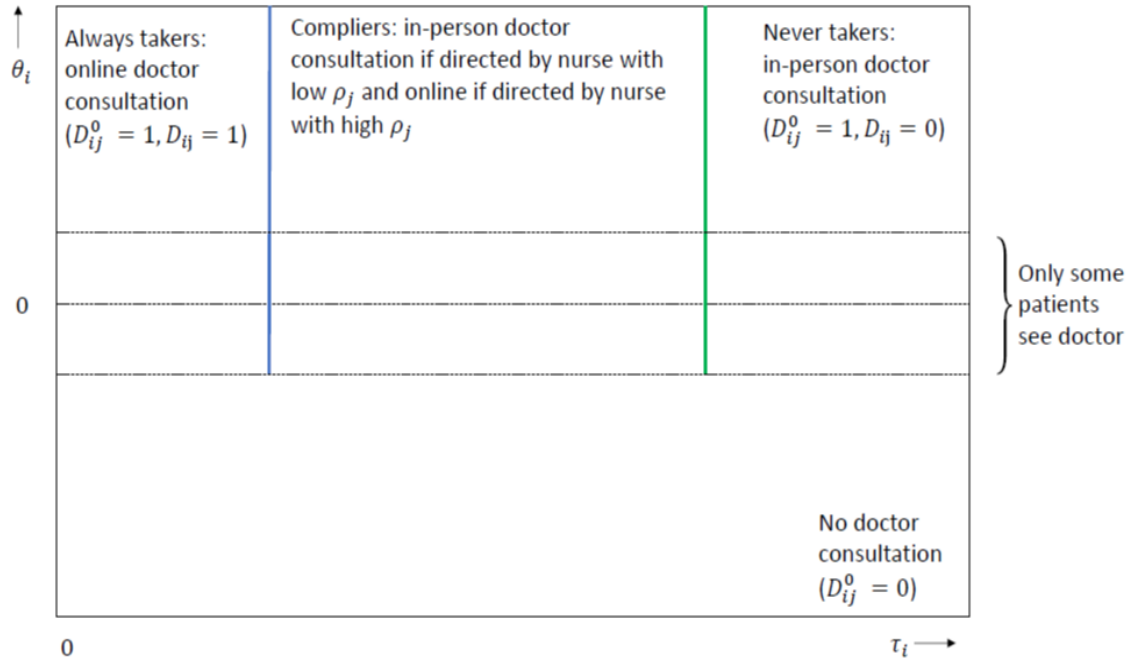 θᵢ
Always takers:
online doctor
consultation
(D⁰ᵢⱼ = 1, Dᵢⱼ = 1)
Compliers: in-person doctor
consultation if directed by nurse with
low ρⱼ and online if directed by nurse
with high ρⱼ
Never takers:
in-person doctor
consultation
(D⁰ᵢⱼ = 1, Dᵢⱼ = 0)
0
Only some
patients
see doctor
No doctor
consultation
(D⁰ᵢⱼ = 0)
0
τᵢ